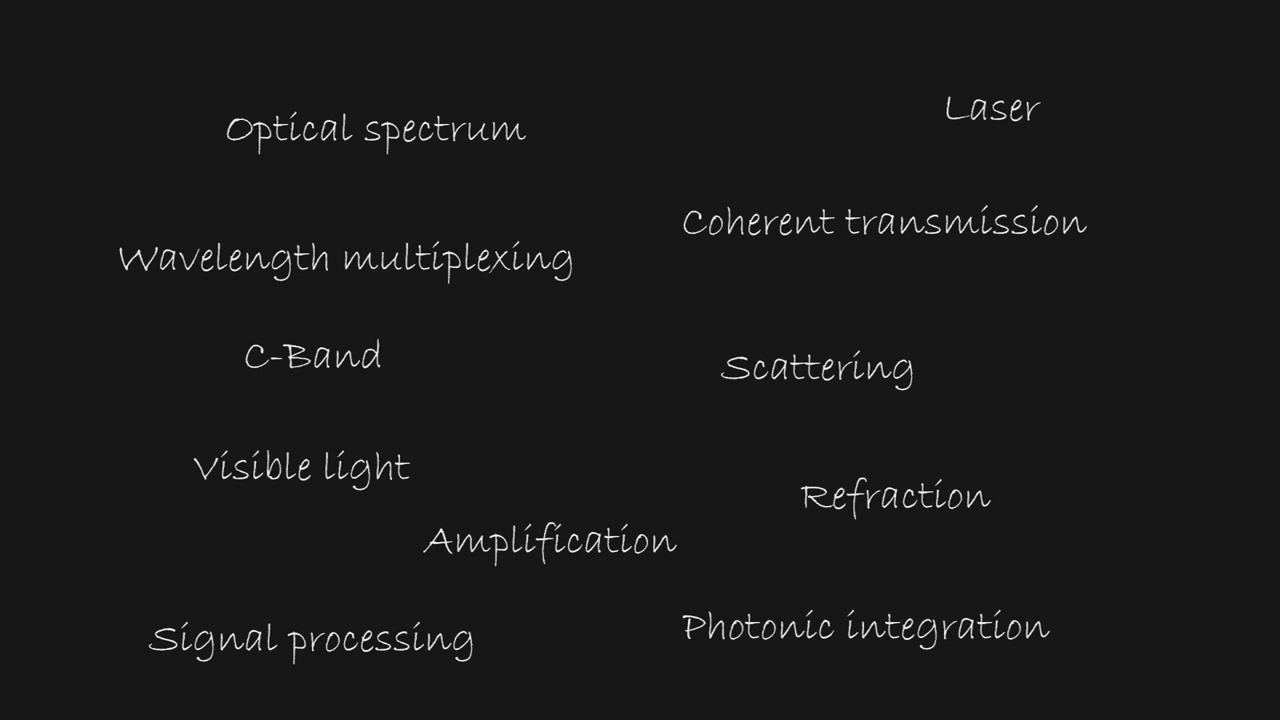 Optical spectrum
Laser
Coherent transmission
Wavelength multiplexing
C-Band
Scattering
Visible light
Refraction
Amplification
Signal processing
Photonic integration